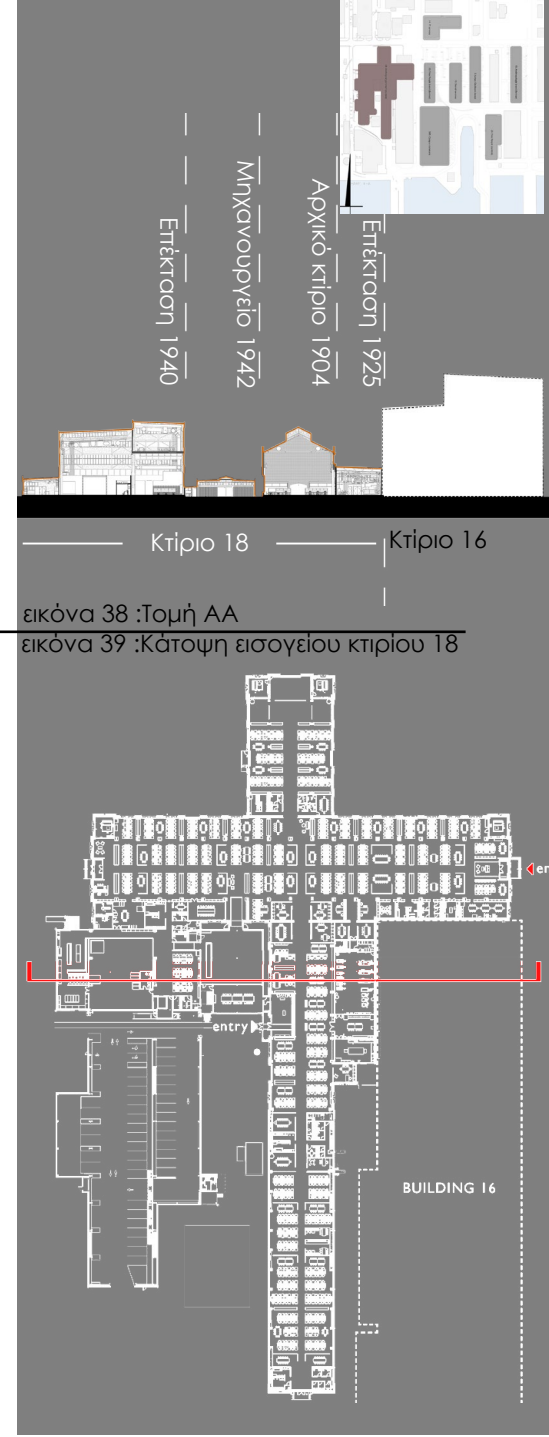 Επέκταση 1940
Μηχανουργείο 1942
Αρχικό κτίριο 1904
Επέκταση 1925
Κτίριο 18
Κτίριο 16
εικόνα 38 :Τομή ΑΑ
εικόνα 39 :Κάτοψη εισογείου κτιρίου 18
en
entry
BUILDING 16